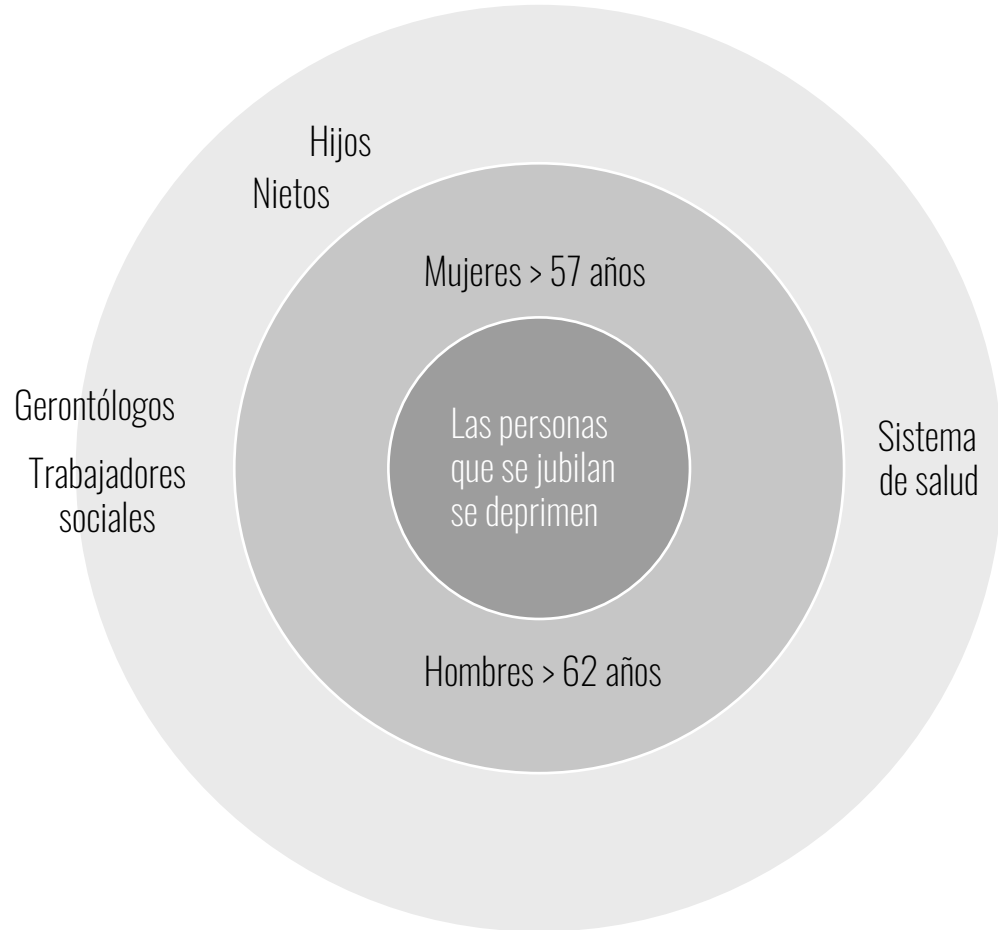 Hijos
Nietos
Mujeres > 57 años
Gerontólogos
Trabajadores
sociales
Las personas
que se jubilan
se deprimen
Sistema
de salud
Hombres > 62 años